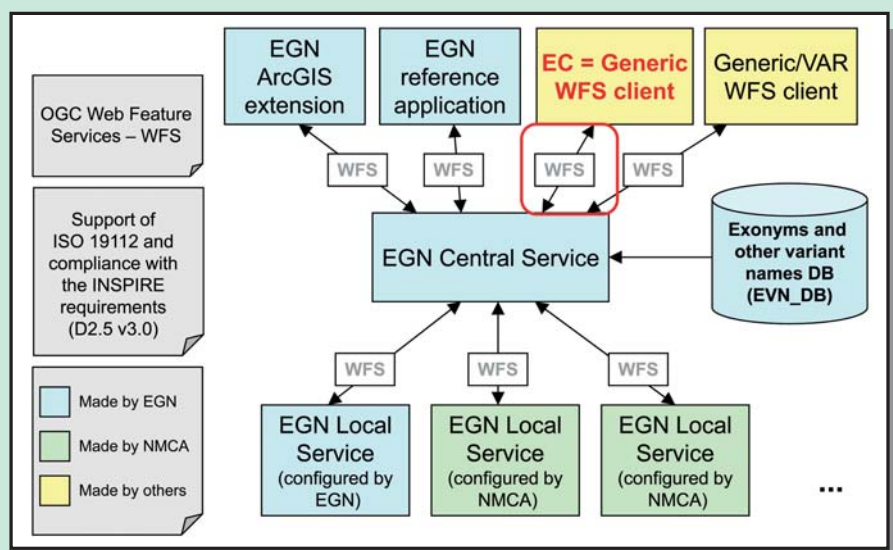 OGC Web Feature
Services – WFS
Support of
ISO 19112 and
compliance with
the INSPIRE
requirements
(D2.5 v3.0)
Made by EGN
Made by NMCA
Made by others
EGN
ArcGIS
extension
EGN
reference
application
EC = Generic
WFS client
Generic/VAR
WFS client
WFS
WFS
WFS
WFS
EGN Central Service
Exonyms and
other variant
names DB
(EVN_DB)
WFS
WFS
WFS
EGN Local
Service
(configured by
EGN)
EGN Local
Service
(configured by
NMCA)
EGN Local
Service
(configured by
NMCA)
...